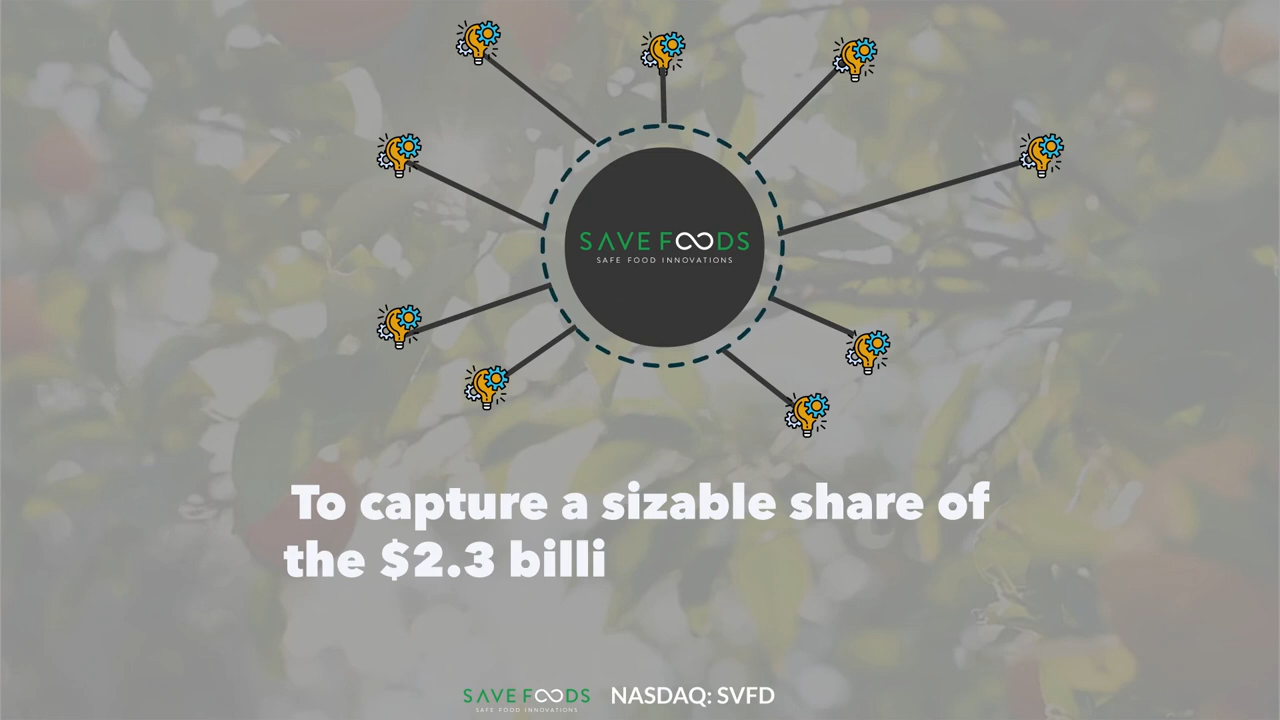 SAVE FOODS
SAFE FOOD INNOVATIONS
To capture a sizable share of
the $2.3 billi
SAVE FOODS NASDAQ: SVFD
SAFE FOOD INNOVATIONS